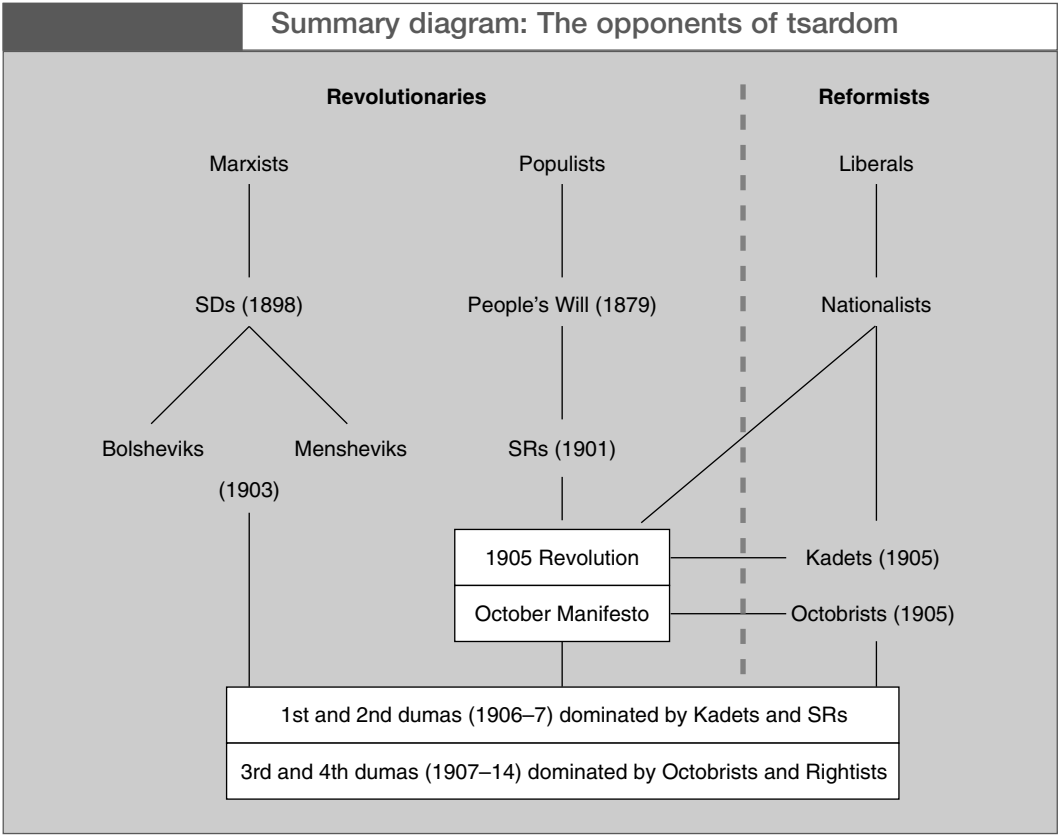 Summary diagram: The opponents of tsardom
Revolutionaries
Reformists
Marxists
Populists
Liberals
SDs (1898)
People's Will (1879)
Nationalists
Bolsheviks
Mensheviks
SRs (1901)
(1903)
1905 Revolution
Kadets (1905)
October Manifesto
Octobrists (1905)
1st and 2nd dumas (1906–7) dominated by Kadets and SRs
3rd and 4th dumas (1907–14) dominated by Octobrists and Rightists